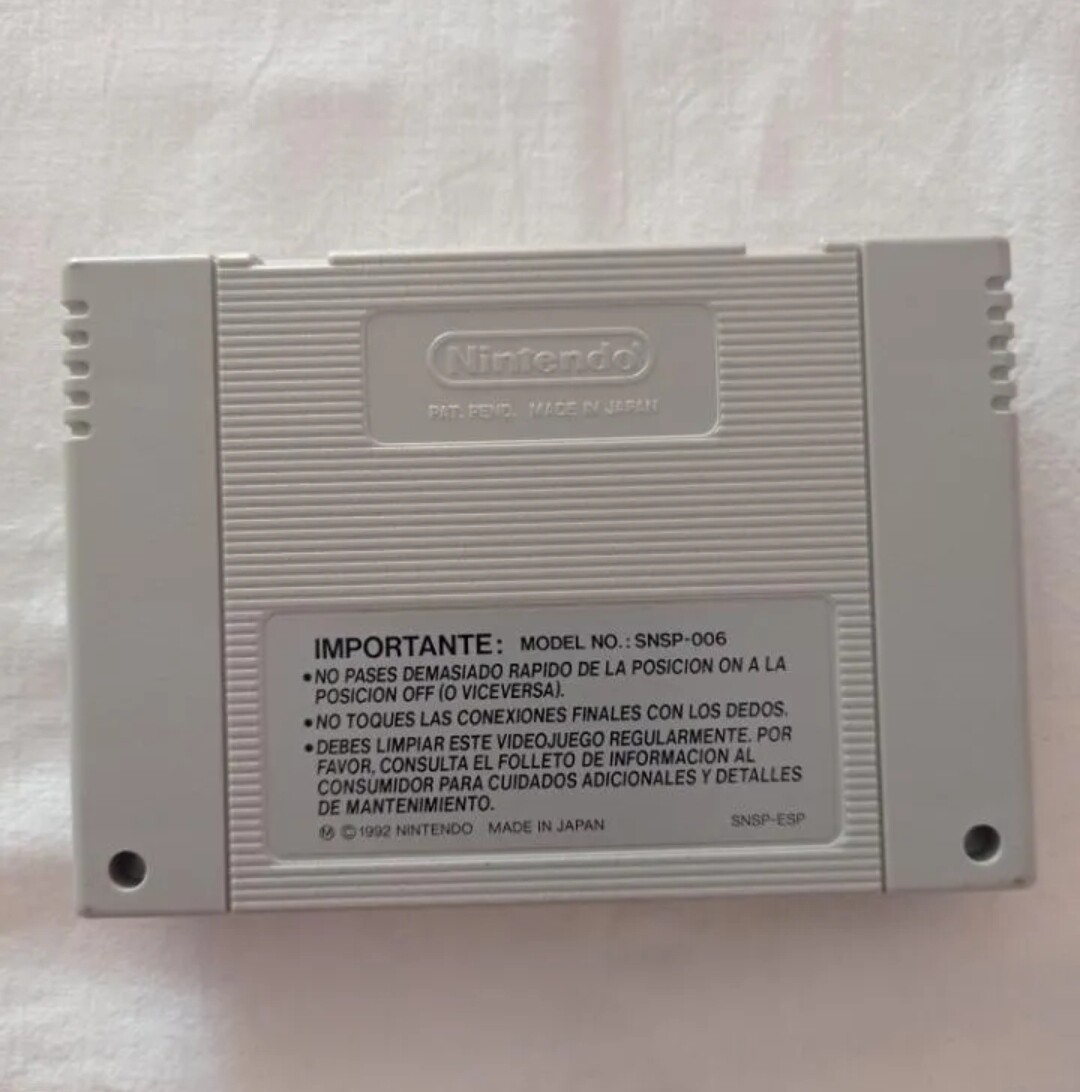 Nintendo®
PAT. PEND. MADE IN JAPAN
IMPORTANTE: MODEL NO.: SNSP-006
•NO PASES DEMASIADO RAPIDO DE LA POSICION ON A LA
POSICION OFF (O VICEVERSA).
•NO TOQUES LAS CONEXIONES FINALES CON LOS DEDOS.
•DEBES LIMPIAR ESTE VIDEOJUEGO REGULARMENTE. POR
FAVOR, CONSULTA EL FOLLETO DE INFORMACION AL
CONSUMIDOR PARA CUIDADOS ADICIONALES Y DETALLES
DE MANTENIMIENTO.
Ⓜ ©1992 NINTENDO MADE IN JAPAN SNSP-ESP